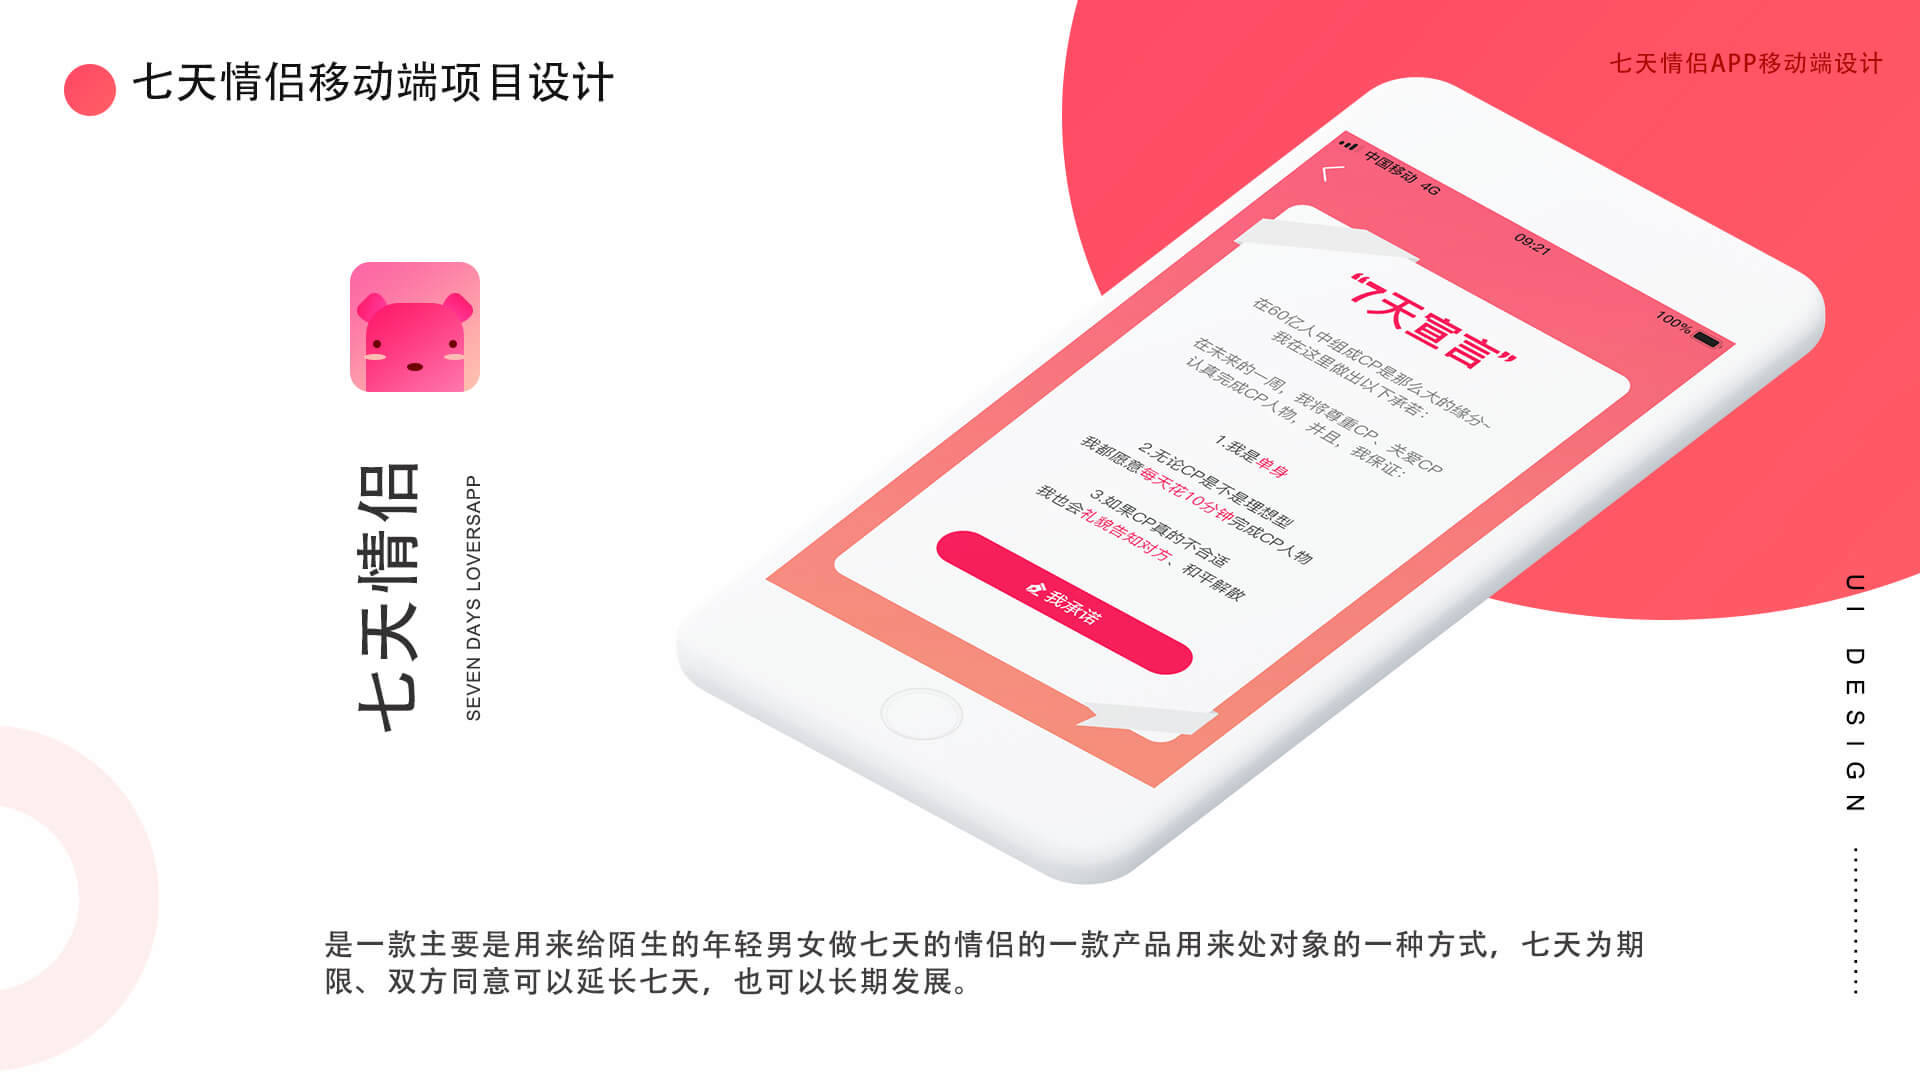 七天情侣移动端项目设计
七天情侣APP移动端设计
七天情侣
SEVEN DAYS LOVERSAPP
中国移动 4G
09:21
100%
“7天宣言”
在60亿人中组成CP是那么大的缘分~
我在这里做出以下承若：
在未来的一周，我将尊重CP、关爱CP
认真完成CP人物，并且，我保证：
1.我是单身
2.无论CP是不是理想型
我都愿意每天花10分钟完成CP人物
3.如果CP真的不合适
我也会礼貌告知对方、和平解散
我承诺
UI DESIGN
是一款主要是用来给陌生的年轻男女做七天的情侣的一款产品用来处对象的一种方式，七天为期
限、双方同意可以延长七天，也可以长期发展。